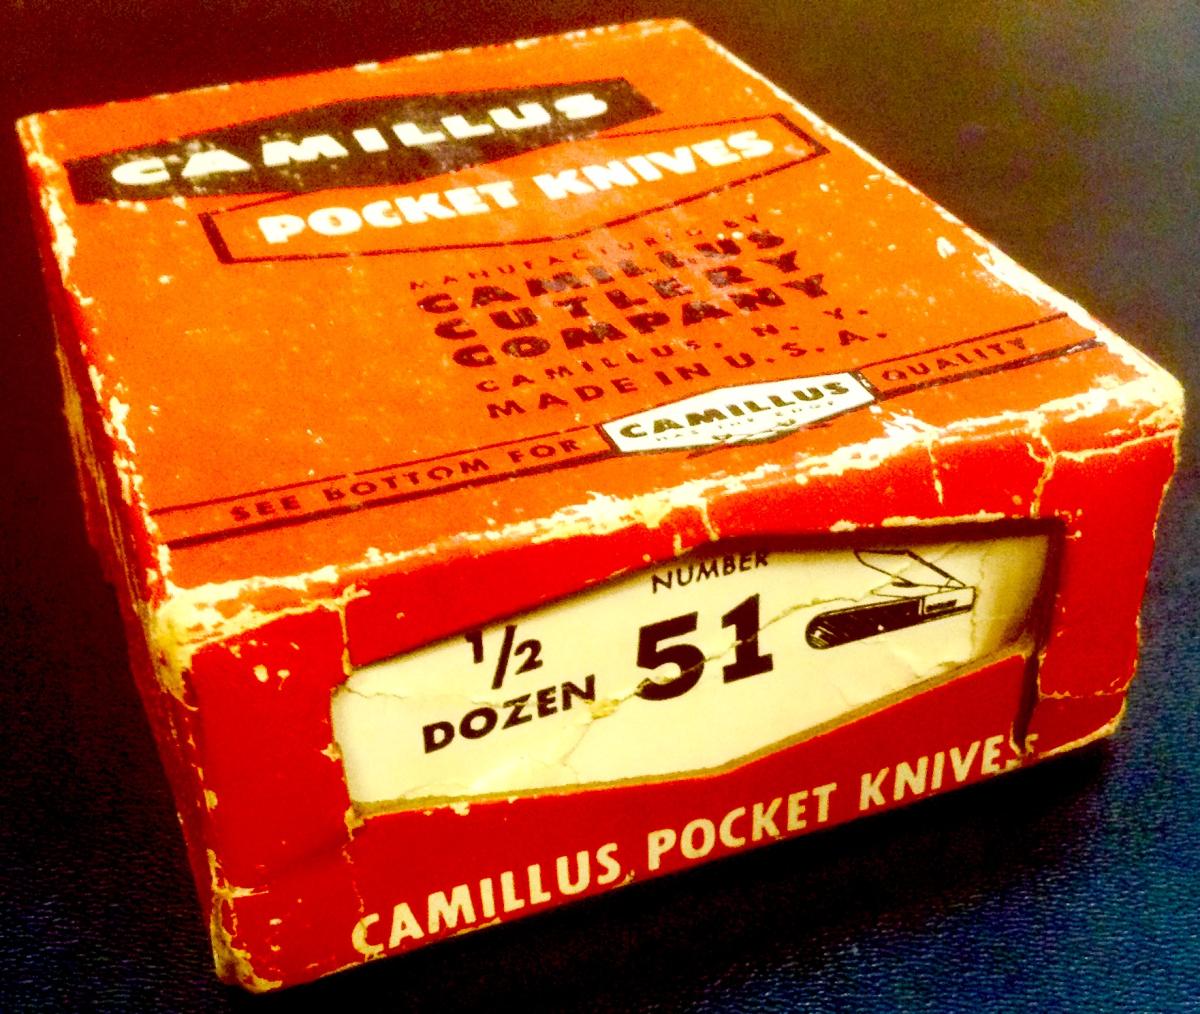 CAMILLUS
POCKET KNIVES
MANUFACTURED BY
CAMILLUS
CUTLERY
COMPANY
CAMILLUS, N. Y.
MADE IN U.S.A.
SEE BOTTOM FOR CAMILLUS QUALITY
NUMBER
1/2
DOZEN 51
CAMILLUS POCKET KNIVES